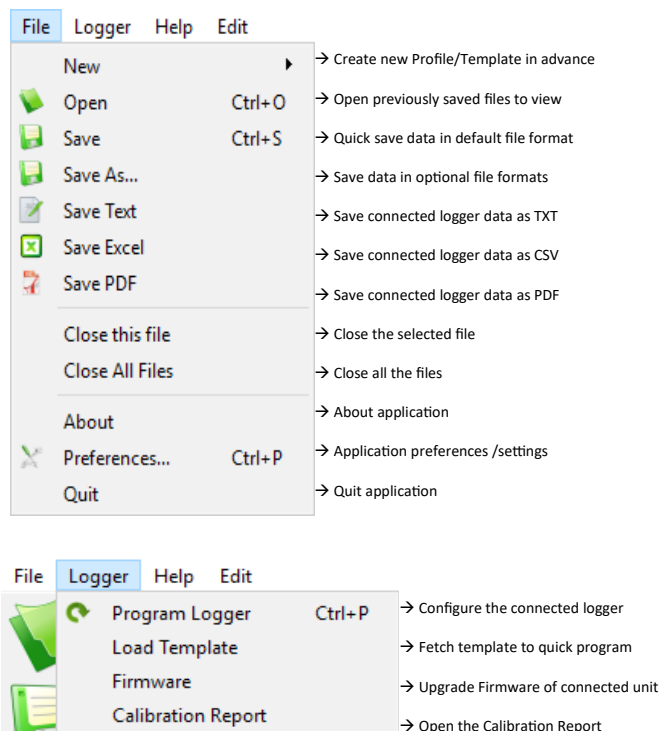 File Logger Help Edit
New → Create new Profile/Template in advance
Open Ctrl+O → Open previously saved files to view
Save Ctrl+S → Quick save data in default file format
Save As... → Save data in optional file formats
Save Text → Save connected logger data as TXT
Save Excel → Save connected logger data as CSV
Save PDF → Save connected logger data as PDF
Close this file → Close the selected file
Close All Files → Close all the files
About → About application
Preferences... Ctrl+P → Application preferences /settings
Quit → Quit application
File Logger Help Edit
Program Logger Ctrl+P → Configure the connected logger
Load Template → Fetch template to quick program
Firmware → Upgrade Firmware of connected unit
Calibration Report → Open the Calibration Report